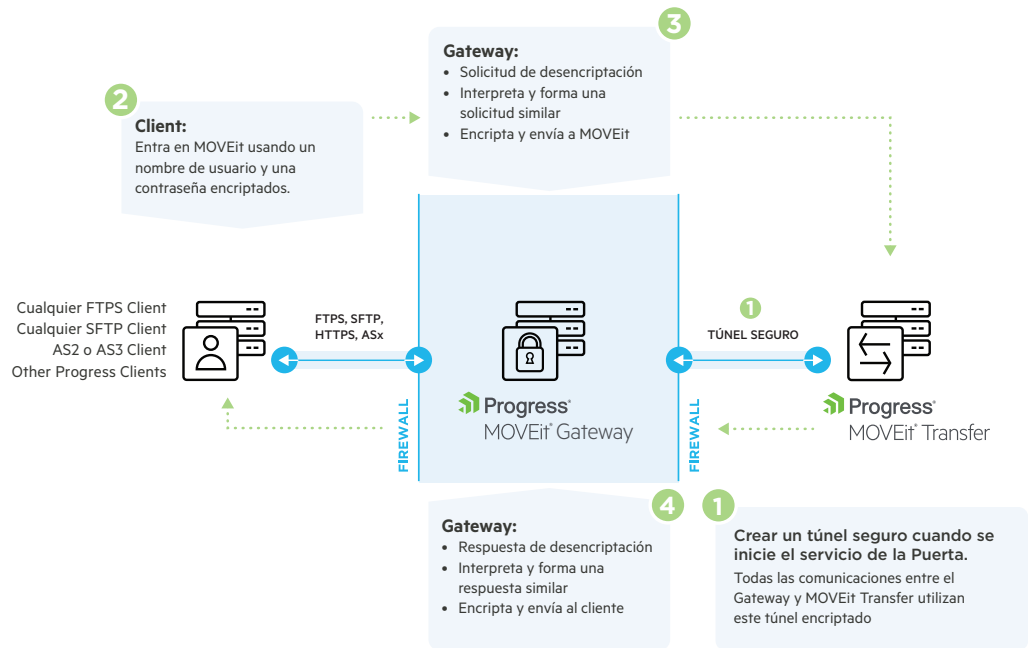 3
Gateway:
• Solicitud de desencriptación
• Interpreta y forma una
solicitud similar
• Encripta y envía a MOVEit
2
Client:
Entra en MOVEit usando un
nombre de usuario y una
contraseña encriptados.
Cualquier FTPS Client
Cualquier SFTP Client
AS2 o AS3 Client
Other Progress Clients
FTPS, SFTP,
HTTPS, ASx
1
TÚNEL SEGURO
FIREWALL
Progress®
MOVEit® Gateway
FIREWALL
Progress®
MOVEit® Transfer
4
Gateway:
• Respuesta de desencriptación
• Interpreta y forma una
respuesta similar
• Encripta y envía al cliente
1
Crear un túnel seguro cuando se
inicie el servicio de la Puerta.
Todas las comunicaciones entre el
Gateway y MOVEit Transfer utilizan
este túnel encriptado